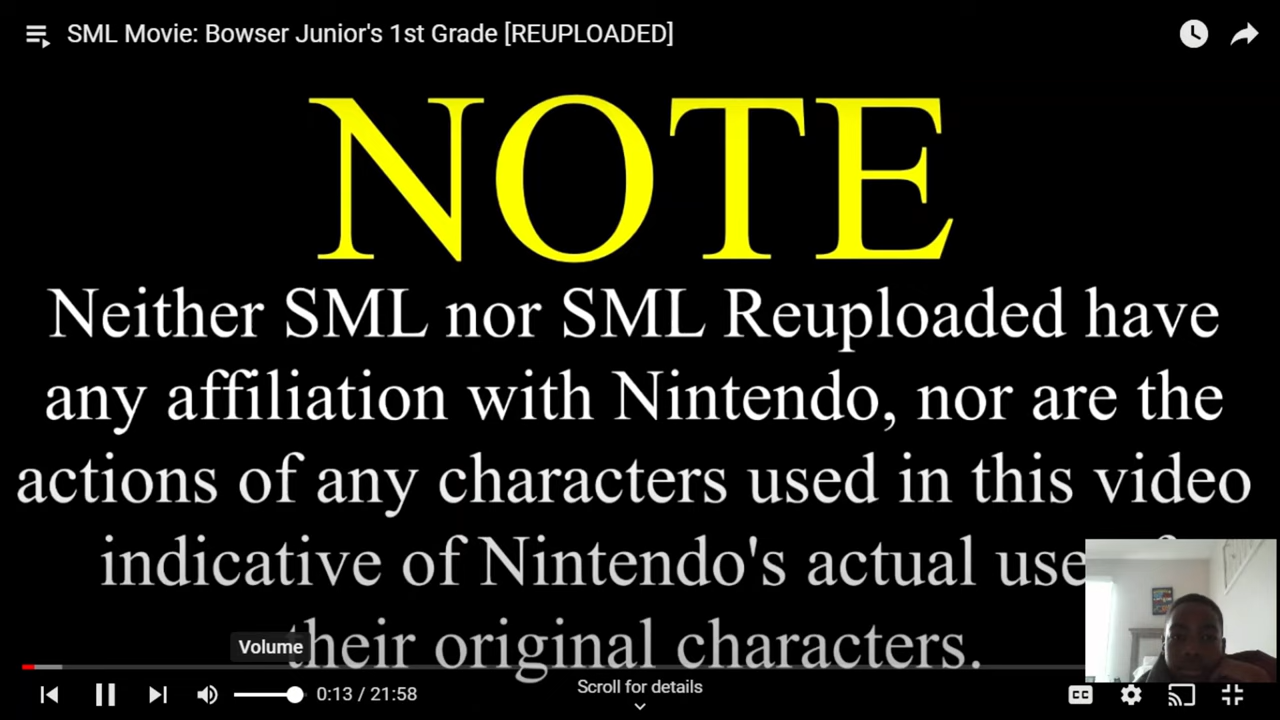 SML Movie: Bowser Junior's 1st Grade [REUPLOADED]
NOTE
Neither SML nor SML Reuploaded have
any affiliation with Nintendo, nor are the
actions of any characters used in this video
indicative of Nintendo's actual use
their original characters.
Volume
0:13 / 21:58
Scroll for details
CC